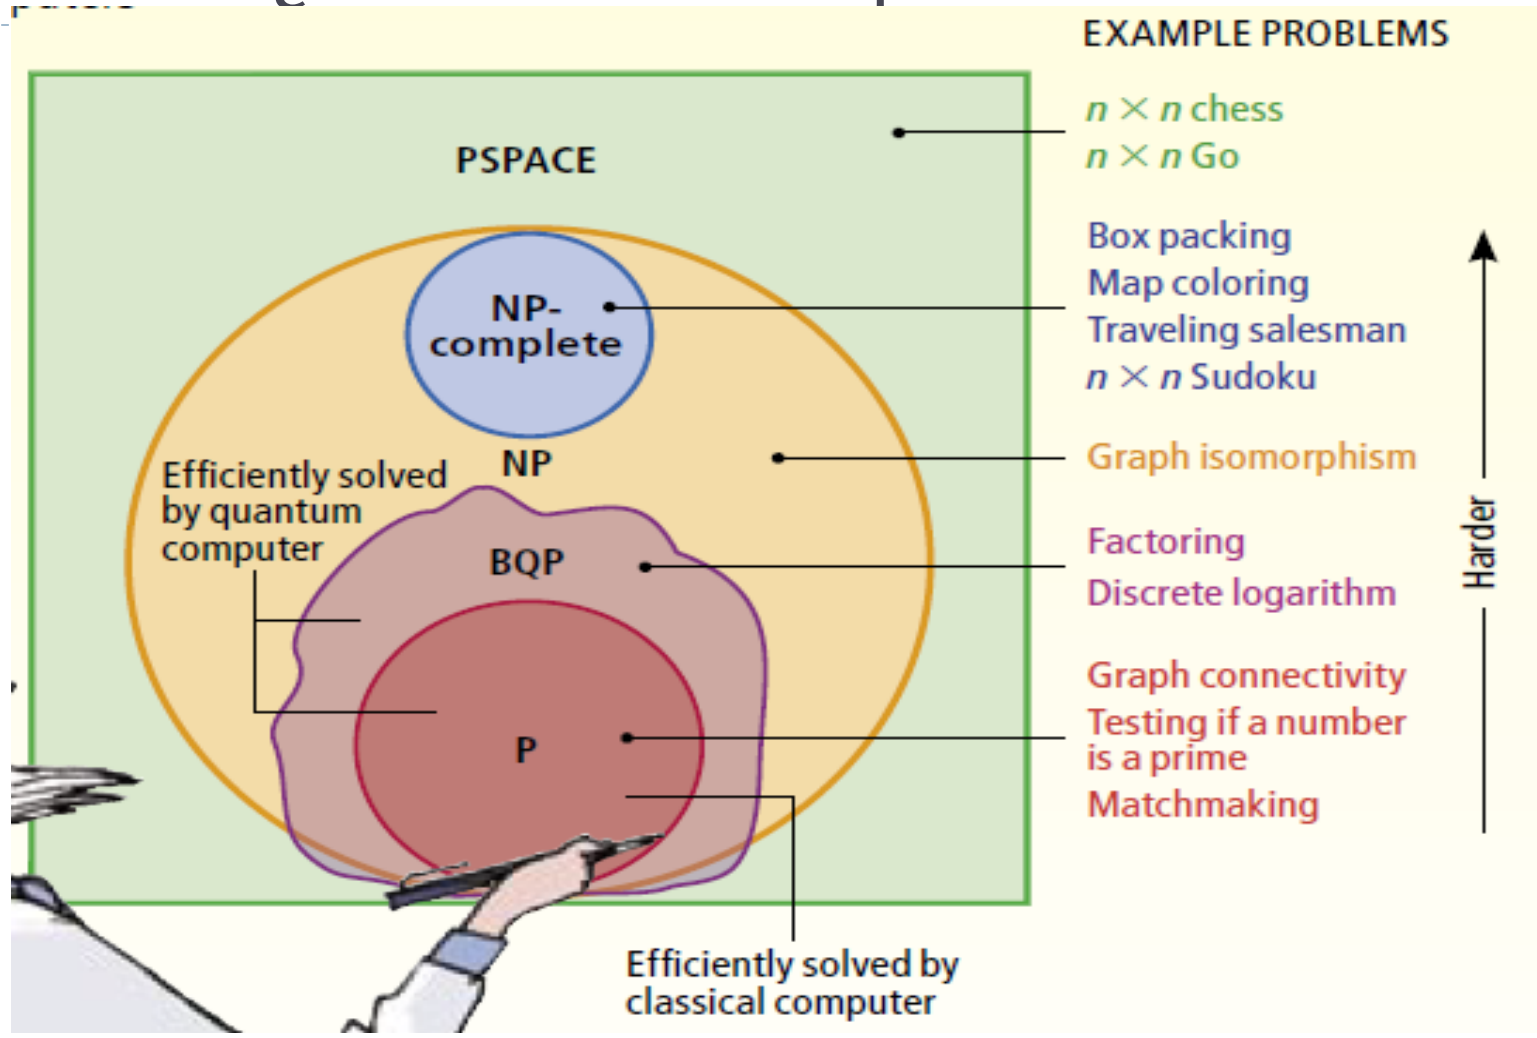 EXAMPLE PROBLEMS
n × n chess
n × n Go
PSPACE
Box packing
Map coloring
Traveling salesman
n × n Sudoku
NP-
complete
NP
Graph isomorphism
Efficiently solved
by quantum
computer
BQP
Factoring
Discrete logarithm
Harder
P
Graph connectivity
Testing if a number
is a prime
Matchmaking
Efficiently solved by
classical computer